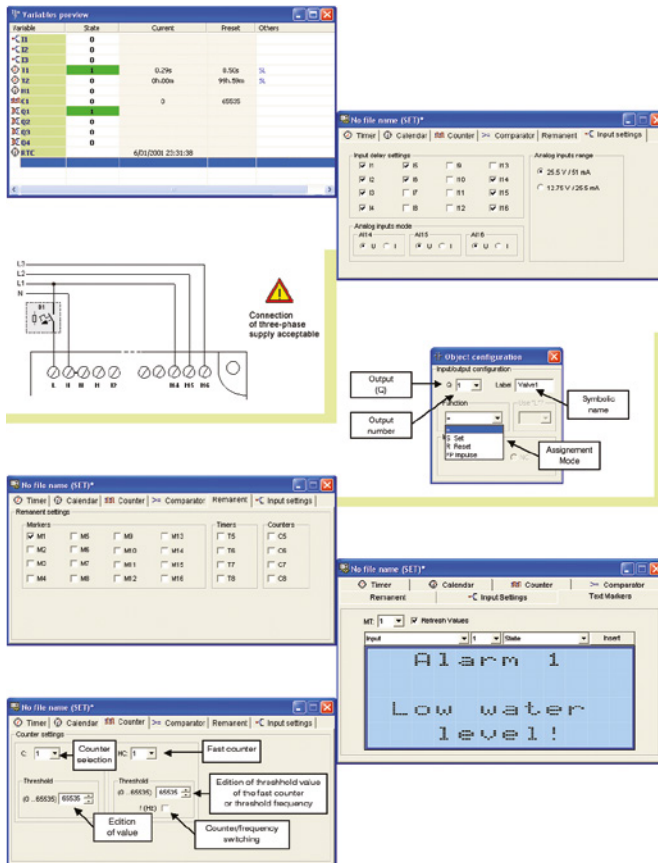 Variables preview
Variable State Current Preset Others
I1 0
I2 0
I3 0
T1 1 0.29s 8.50s SL
T2 0 0h.00m 99h.59m SL
H1 0
C1 0 0 65535
Q1 1
Q2 0
Q3 0
Q4 0
RTC 6/01/2001 23:31:38
No file name (SET)*
Timer Calendar Counter Comparator Remanent Input settings
Input delay settings
I1 I5 I9 I13
I2 I6 I10 I14
I3 I7 I11 I15
I4 I8 I12 I16
Analog inputs range
25.5 V / 51 mA
12.75 V / 25.5 mA
Analog inputs mode
AI14 AI15 AI16
U I U I U I
L3
L2
L1
N
Connection
of three-phase
supply acceptable
Object configuration
Input/output configuration
Q 1 Label Valve1
Function
=
S Set
R Reset
FP Impulse
NC
Output
(Q)
Output
number
Symbolic
name
Assignement
Mode
No file name (SET)*
Timer Calendar Counter Comparator Remanent Input settings
Remanent settings
Markers Timers Counters
M1 M5 M9 M13 T5 C5
M2 M6 M10 M14 T6 C6
M3 M7 M11 M15 T7 C7
M4 M8 M12 M16 T8 C8
No file name (SET)*
Timer Calendar Counter Comparator
Remanent Input Settings Text Markers
MT: 1 Refresh Values
Input 1 State Insert
Alarm 1
Low water
level!
No file name (SET)*
Timer Calendar Counter Comparator Remanent Input settings
Counter settings
C: 1 Counter selection HC: 1 Fast counter
Threshold Threshold
(0 ...65535) 65535 (0 ...65535) 65535
f (Hz)
Edition
of value
Edition of threahhold value
of the fast counter
or threshold frequency
Counter/frequency
switching